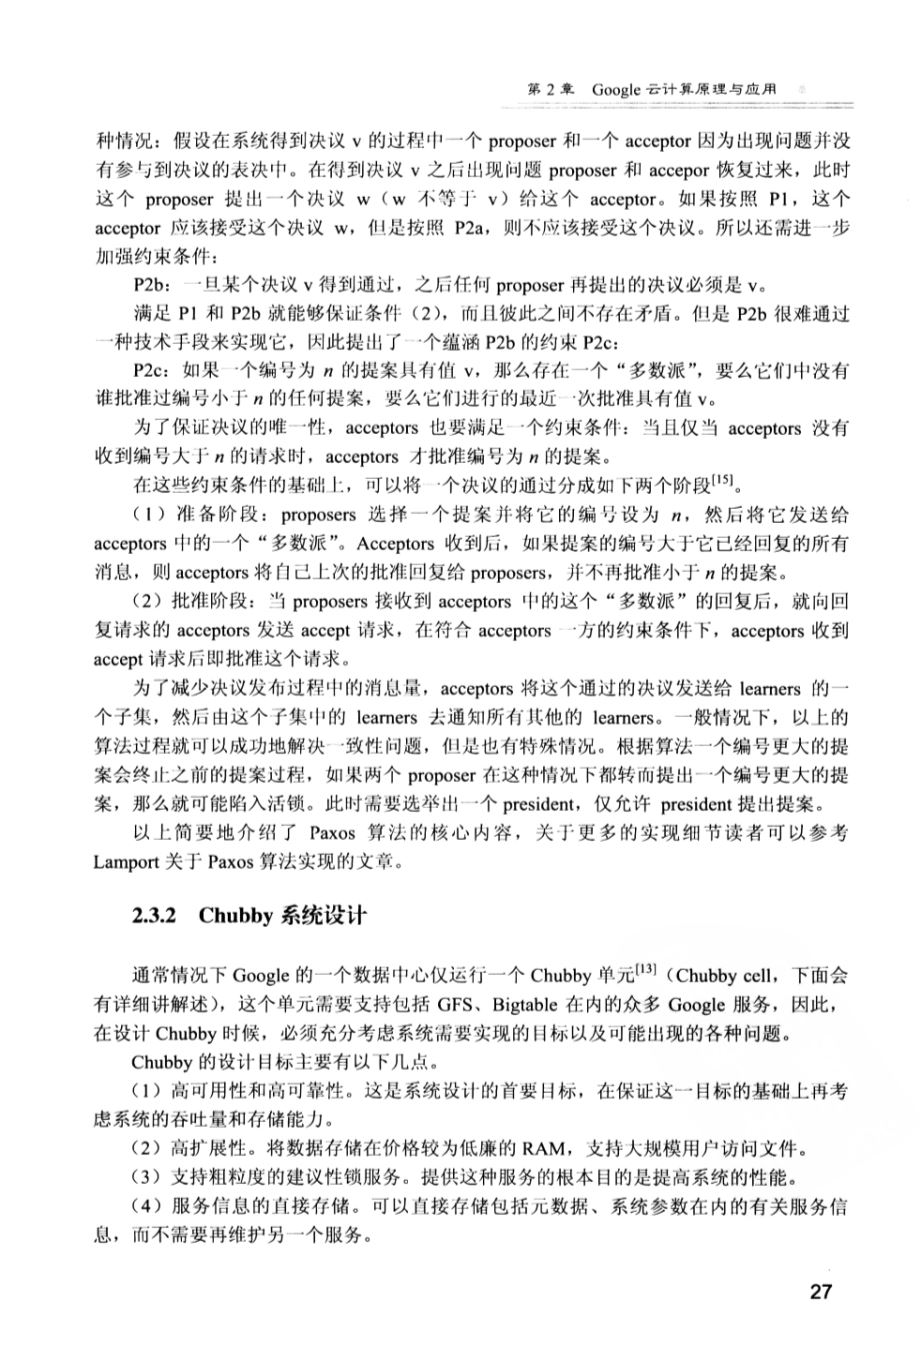 第 2 章 Google 云计算原理与应用
种情况：假设在系统得到决议 v 的过程中一个 proposer 和一个 acceptor 因为出现问题并没
有参与到决议的表决中。在得到决议 v 之后出现问题 proposer 和 accepor 恢复过来，此时
这个 proposer 提出一个决议 w（w 不等于 v）给这个 acceptor。如果按照 P1，这个
acceptor 应该接受这个决议 w，但是按照 P2a，则不应该接受这个决议。所以还需进一步
加强约束条件：
P2b：一旦某个决议 v 得到通过，之后任何 proposer 再提出的决议必须是 v。
满足 P1 和 P2b 就能够保证条件（2），而且彼此之间不存在矛盾。但是 P2b 很难通过
一种技术手段来实现它，因此提出了一个蕴涵 P2b 的约束 P2c：
P2c：如果一个编号为 n 的提案具有值 v，那么存在一个“多数派”，要么它们中没有
谁批准过编号小于 n 的任何提案，要么它们进行的最近一次批准具有值 v。
为了保证决议的唯一性，acceptors 也要满足一个约束条件：当且仅当 acceptors 没有
收到编号大于 n 的请求时，acceptors 才批准编号为 n 的提案。
在这些约束条件的基础上，可以将一个决议的通过分成如下两个阶段[15]。
（1）准备阶段：proposers 选择一个提案并将它的编号设为 n，然后将它发送给
acceptors 中的一个“多数派”。Acceptors 收到后，如果提案的编号大于它已经回复的所有
消息，则 acceptors 将自己上次的批准回复给 proposers，并不再批准小于 n 的提案。
（2）批准阶段：当 proposers 接收到 acceptors 中的这个“多数派”的回复后，就向回
复请求的 acceptors 发送 accept 请求，在符合 acceptors 一方的约束条件下，acceptors 收到
accept 请求后即批准这个请求。
为了减少决议发布过程中的消息量，acceptors 将这个通过的决议发送给 learners 的一
个子集，然后由这个子集中的 learners 去通知所有其他的 learners。一般情况下，以上的
算法过程就可以成功地解决一致性问题，但是也有特殊情况。根据算法一个编号更大的提
案会终止之前的提案过程，如果两个 proposer 在这种情况下都转而提出一个编号更大的提
案，那么就可能陷入活锁。此时需要选举出一个 president，仅允许 president 提出提案。
以上简要地介绍了 Paxos 算法的核心内容，关于更多的实现细节读者可以参考
Lamport 关于 Paxos 算法实现的文章。
2.3.2 Chubby 系统设计
通常情况下 Google 的一个数据中心仅运行一个 Chubby 单元[13]（Chubby cell，下面会
有详细讲解述），这个单元需要支持包括 GFS、Bigtable 在内的众多 Google 服务，因此，
在设计 Chubby 时候，必须充分考虑系统需要实现的目标以及可能出现的各种问题。
Chubby 的设计目标主要有以下几点。
（1）高可用性和高可靠性。这是系统设计的首要目标，在保证这一目标的基础上再考
虑系统的吞吐量和存储能力。
（2）高扩展性。将数据存储在价格较为低廉的 RAM，支持大规模用户访问文件。
（3）支持粗粒度的建议性锁服务。提供这种服务的根本目的是提高系统的性能。
（4）服务信息的直接存储。可以直接存储包括元数据、系统参数在内的有关服务信
息，而不需要再维护另一个服务。
27